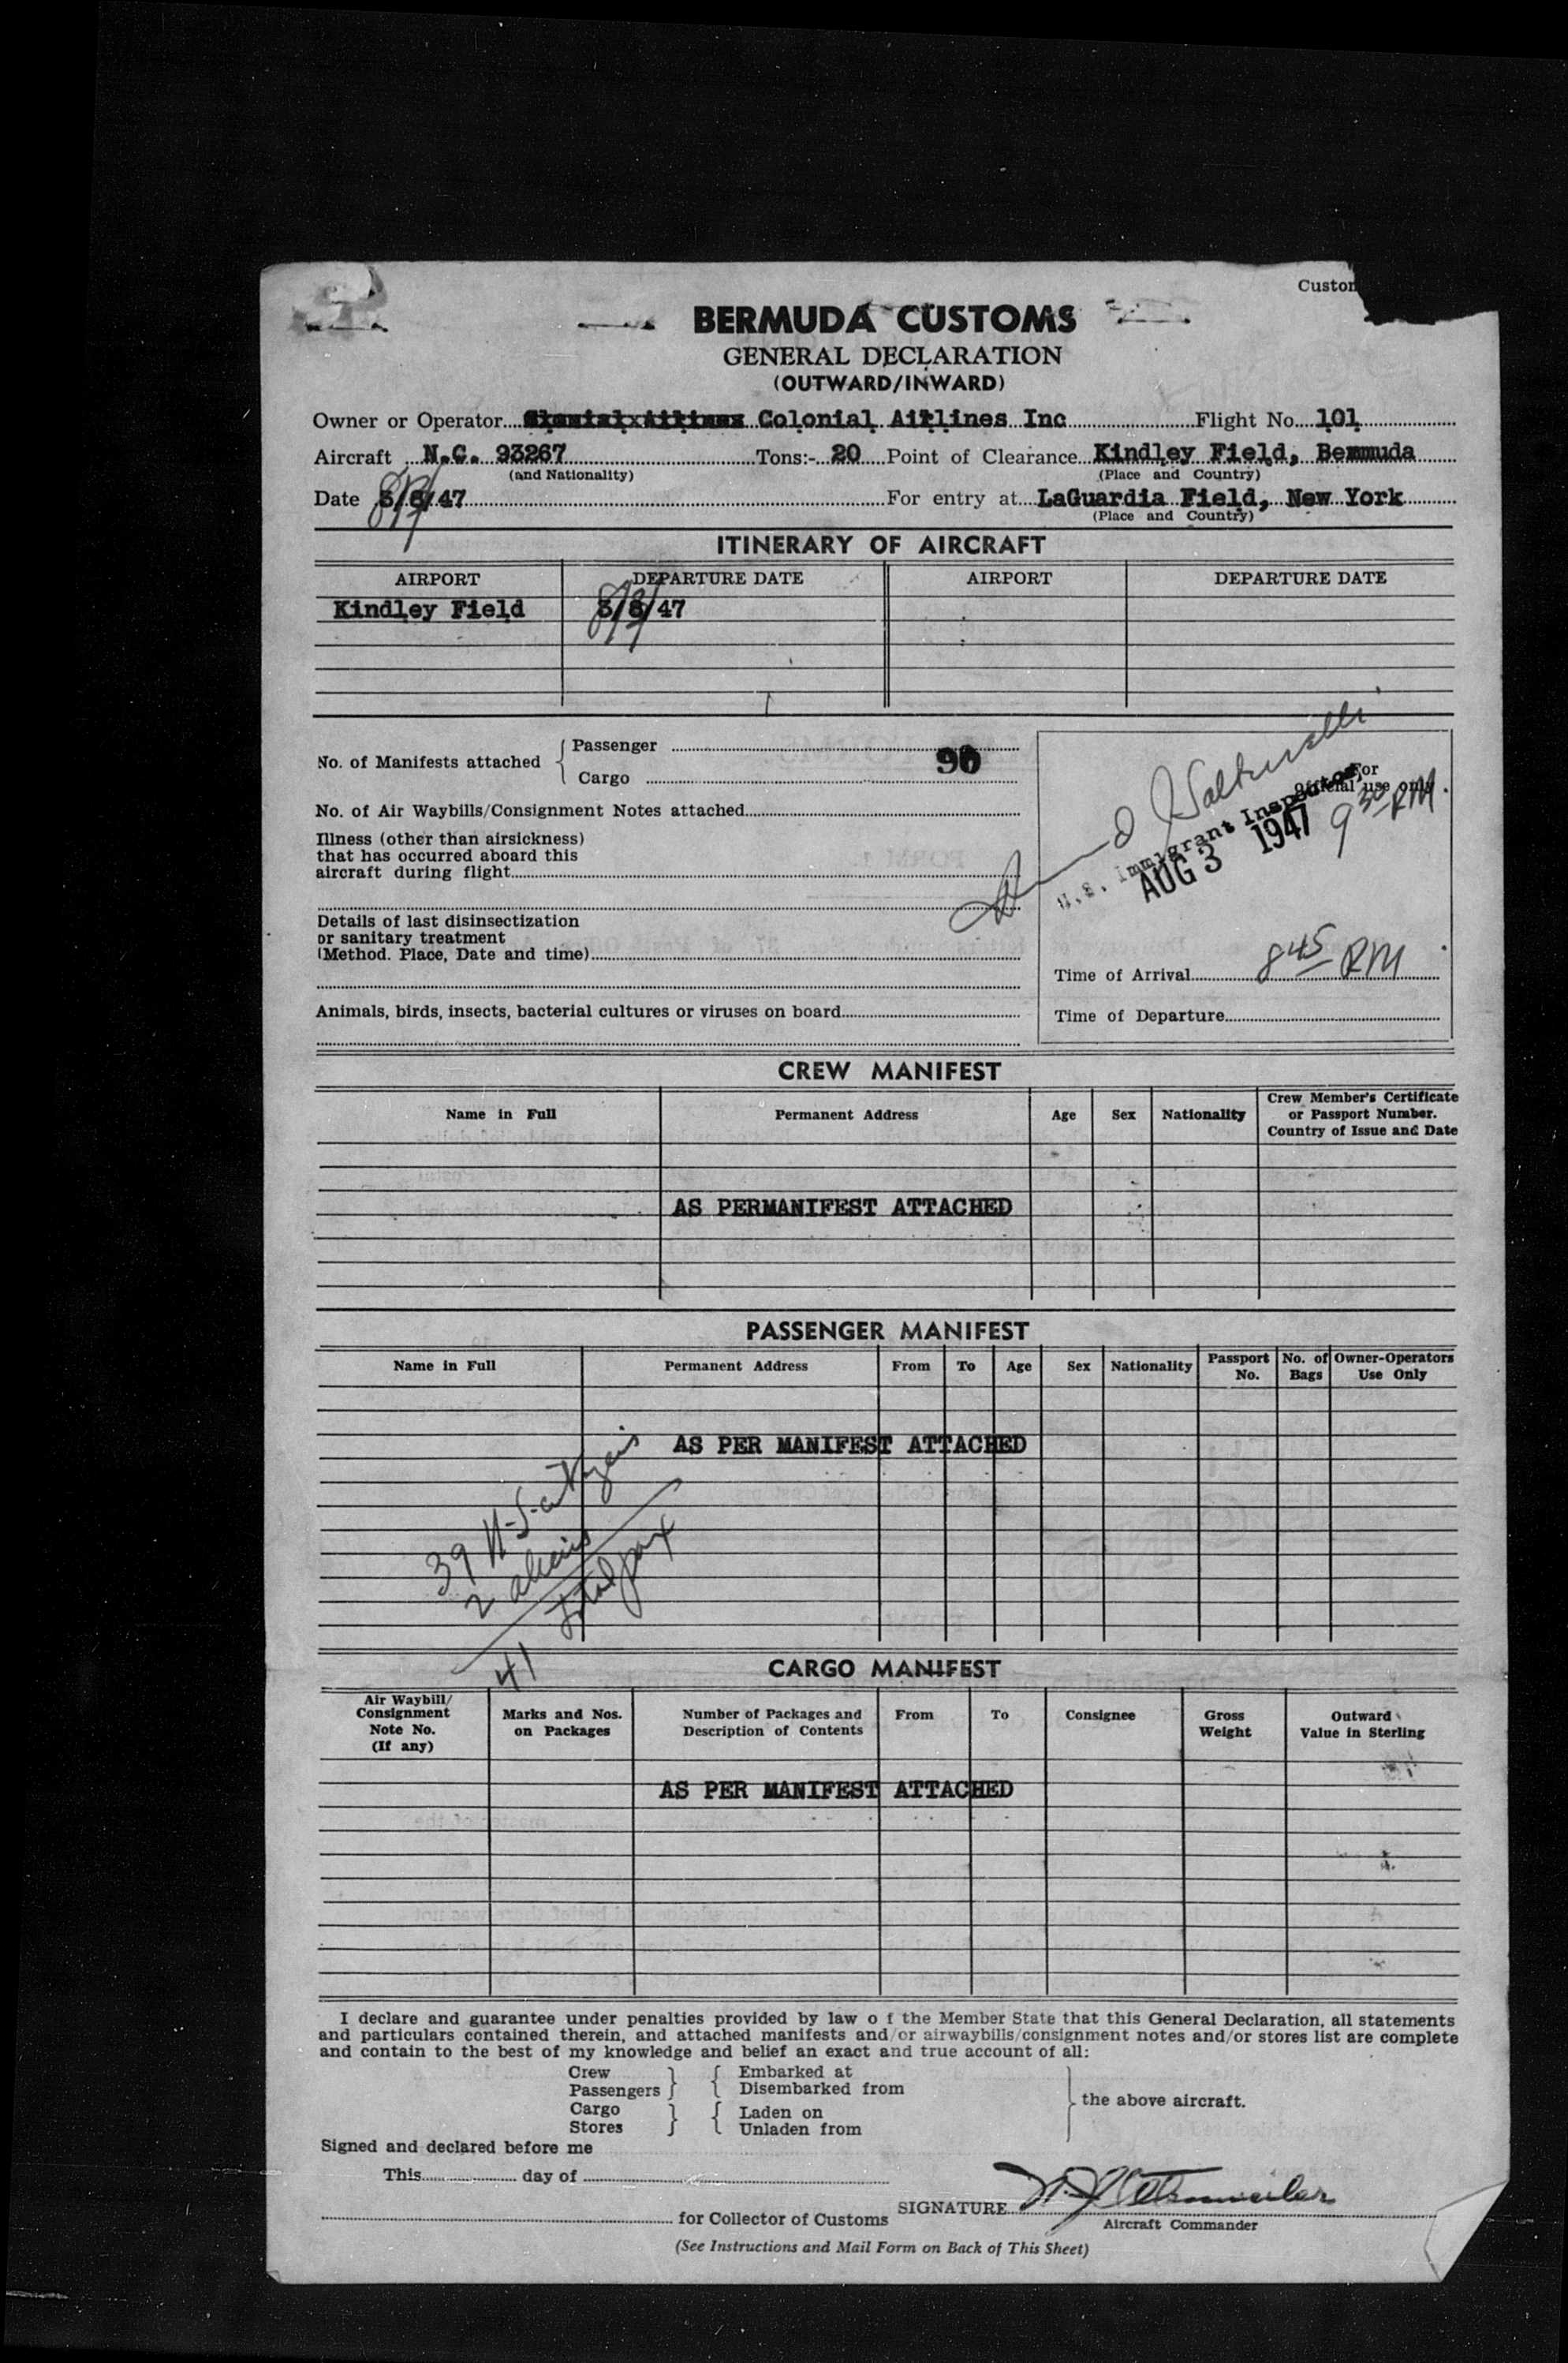 Custom
BERMUDA CUSTOMS
GENERAL DECLARATION
(OUTWARD/INWARD)
Owner or Operator Colonial Airlines Inc Flight No. 101
Aircraft N.C. 93267 Tons:- 20 Point of Clearance Kindley Field, Bermuda
(and Nationality) (Place and Country)
Date 3/8/47 For entry at LaGuardia Field, New York
(Place and Country)
ITINERARY OF AIRCRAFT
AIRPORT DEPARTURE DATE AIRPORT DEPARTURE DATE
Kindley Field 3/8/47
No. of Manifests attached { Passenger
Cargo
90
No. of Air Waybills/Consignment Notes attached
Illness (other than airsickness)
that has occurred aboard this
aircraft during flight
Details of last disinsectization
or sanitary treatment
(Method. Place, Date and time)
Animals, birds, insects, bacterial cultures or viruses on board
For
Official use only
U.S. Immigrant Inspector
AUG 3 1947
9 30 PM
Time of Arrival 8 45 PM
Time of Departure
CREW MANIFEST
Name in Full Permanent Address Age Sex Nationality Crew Member's Certificate
or Passport Number.
Country of Issue and Date
AS PERMANIFEST ATTACHED
PASSENGER MANIFEST
Name in Full Permanent Address From To Age Sex Nationality Passport No. No. of Bags Owner-Operators Use Only
AS PER MANIFEST ATTACHED
39 U-S-citizens
2 aliens
41 total pax
CARGO MANIFEST
Air Waybill/
Consignment
Note No.
(If any)
Marks and Nos.
on Packages
Number of Packages and
Description of Contents
From To Consignee
Gross
Weight
Outward
Value in Sterling
AS PER MANIFEST ATTACHED
I declare and guarantee under penalties provided by law o f the Member State that this General Declaration, all statements
and particulars contained therein, and attached manifests and/or airwaybills/consignment notes and/or stores list are complete
and contain to the best of my knowledge and belief an exact and true account of all:
Crew } { Embarked at
Passengers } { Disembarked from
Cargo } { Laden on
Stores } { Unladen from
} the above aircraft.
Signed and declared before me
This day of
for Collector of Customs SIGNATURE
Aircraft Commander
(See Instructions and Mail Form on Back of This Sheet)